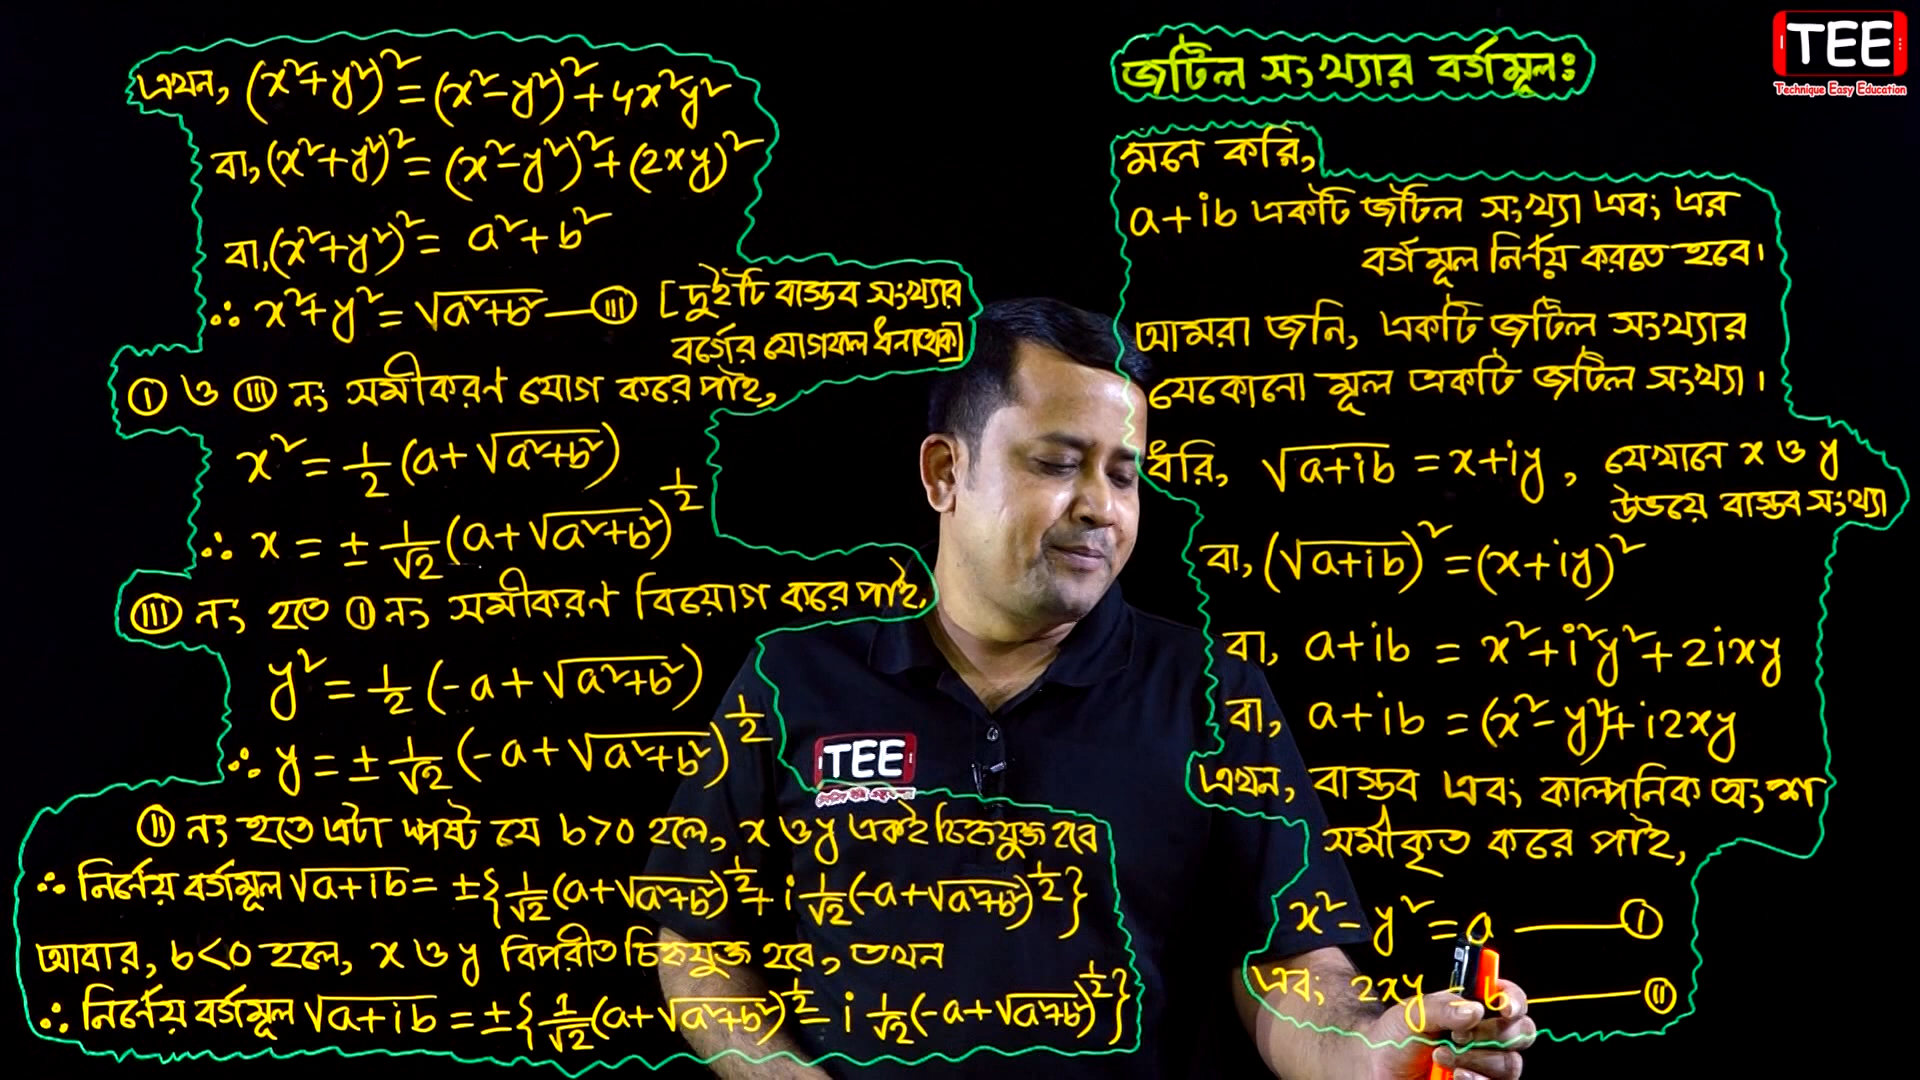 TEE
Technique Easy Education
জটিল সংখ্যার বর্গমূল:
মনে করি,
a+ib একটি জটিল সংখ্যা এবং এর
বর্গমূল নির্ণয় করতে হবে।
আমরা জনি, একটি জটিল সংখ্যার
যেকোনো মূল একটি জটিল সংখ্যা।
ধরি, √(a+ib) = x+iy, যেখানে x ও y
উভয়ে বাস্তব সংখ্যা
বা, (√(a+ib))² = (x+iy)²
বা, a+ib = x²+i²y²+2ixy
বা, a+ib = (x²-y²)+i2xy
এখন, বাস্তব এবং কাল্পনিক অংশ
সমীকৃত করে পাই,
x²-y² = a —— (I)
এবং 2xy = b —— (II)
এখন, (x²+y²)² = (x²-y²)²+4x²y²
বা, (x²+y²)² = (x²-y²)²+(2xy)²
বা, (x²+y²)² = a²+b²
∴ x²+y² = √(a²+b²) — (III) [দুইটি বাস্তব সংখ্যার
বর্গের যোগফল ধনাত্মক]
(I) ও (III) নং সমীকরণ যোগ করে পাই,
x² = 1/2 (a+√(a²+b²))
∴ x = ± 1/√2 (a+√(a²+b²))^(1/2)
(III) নং হতে (I) নং সমীকরণ বিয়োগ করে পাই,
y² = 1/2 (-a+√(a²+b²))
∴ y = ± 1/√2 (-a+√(a²+b²))^(1/2)
(II) নং হতে এটা স্পষ্ট যে b>0 হলে, x ও y একই চিহ্নযুক্ত হবে
∴ নির্ণেয় বর্গমূল √(a+ib) = ±{1/√2 (a+√(a²+b²))^(1/2) + i 1/√2 (-a+√(a²+b²))^(1/2)}
আবার, b<0 হলে, x ও y বিপরীত চিহ্নযুক্ত হবে, তখন
∴ নির্ণেয় বর্গমূল √(a+ib) = ±{1/√2 (a+√(a²+b²))^(1/2) - i 1/√2 (-a+√(a²+b²))^(1/2)}
TEE